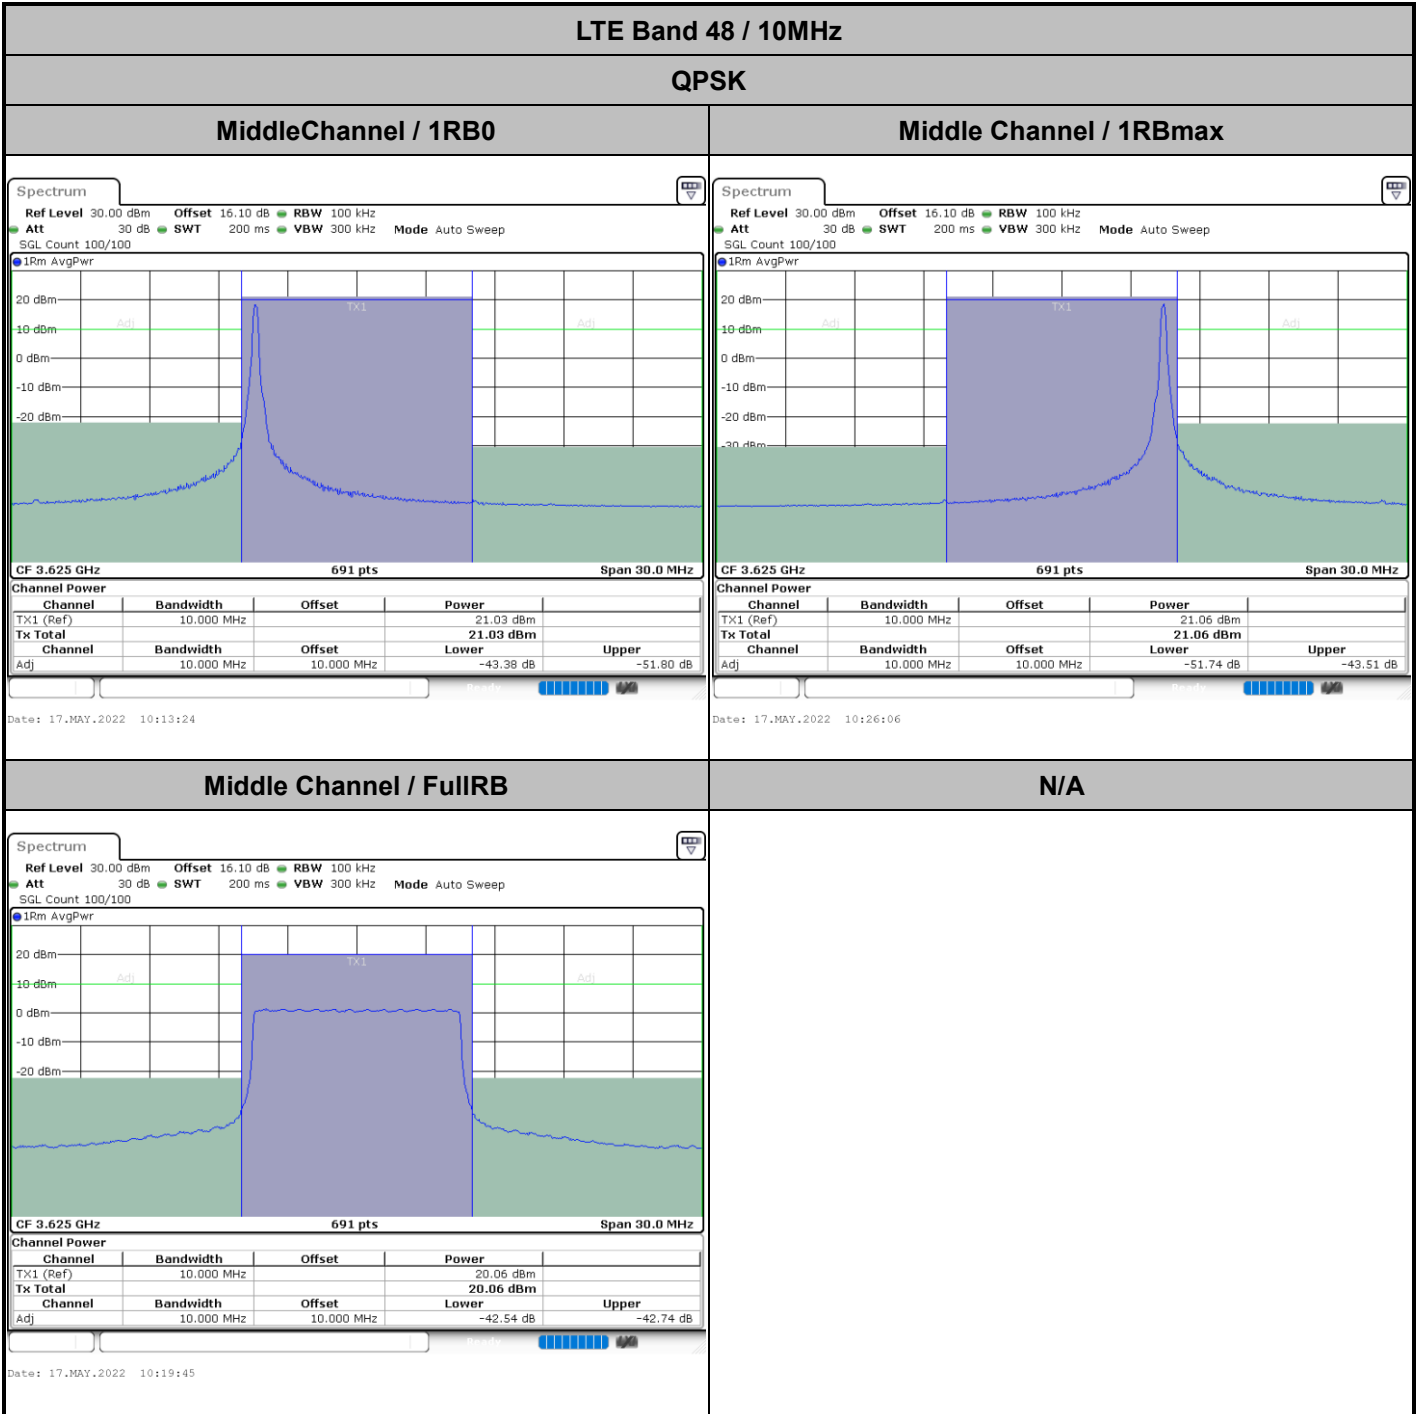 LTE Band 48 / 10MHz
QPSK
MiddleChannel / 1RB0
Middle Channel / 1RBmax
Spectrum
Ref Level 30.00 dBm Offset 16.10 dB RBW 100 kHz
Att 30 dB SWT 200 ms VBW 300 kHz Mode Auto Sweep
SGL Count 100/100
1Rm AvgPwr
TX1
Adj
Adj
20 dBm
10 dBm
0 dBm
-10 dBm
-20 dBm
CF 3.625 GHz 691 pts Span 30.0 MHz
Channel Power
Channel Bandwidth Offset Power
TX1 (Ref) 10.000 MHz 21.03 dBm
Tx Total 21.03 dBm
Channel Bandwidth Offset Lower Upper
Adj 10.000 MHz 10.000 MHz -43.38 dB -51.80 dB
Ready
Date: 17.MAY.2022 10:13:24
Spectrum
Ref Level 30.00 dBm Offset 16.10 dB RBW 100 kHz
Att 30 dB SWT 200 ms VBW 300 kHz Mode Auto Sweep
SGL Count 100/100
1Rm AvgPwr
TX1
Adj
Adj
20 dBm
10 dBm
0 dBm
-10 dBm
-20 dBm
-30 dBm
CF 3.625 GHz 691 pts Span 30.0 MHz
Channel Power
Channel Bandwidth Offset Power
TX1 (Ref) 10.000 MHz 21.06 dBm
Tx Total 21.06 dBm
Channel Bandwidth Offset Lower Upper
Adj 10.000 MHz 10.000 MHz -51.74 dB -43.51 dB
Ready
Date: 17.MAY.2022 10:26:06
Middle Channel / FullRB
N/A
Spectrum
Ref Level 30.00 dBm Offset 16.10 dB RBW 100 kHz
Att 30 dB SWT 200 ms VBW 300 kHz Mode Auto Sweep
SGL Count 100/100
1Rm AvgPwr
TX1
Adj
Adj
20 dBm
10 dBm
0 dBm
-10 dBm
-20 dBm
CF 3.625 GHz 691 pts Span 30.0 MHz
Channel Power
Channel Bandwidth Offset Power
TX1 (Ref) 10.000 MHz 20.06 dBm
Tx Total 20.06 dBm
Channel Bandwidth Offset Lower Upper
Adj 10.000 MHz 10.000 MHz -42.54 dB -42.74 dB
Ready
Date: 17.MAY.2022 10:19:45